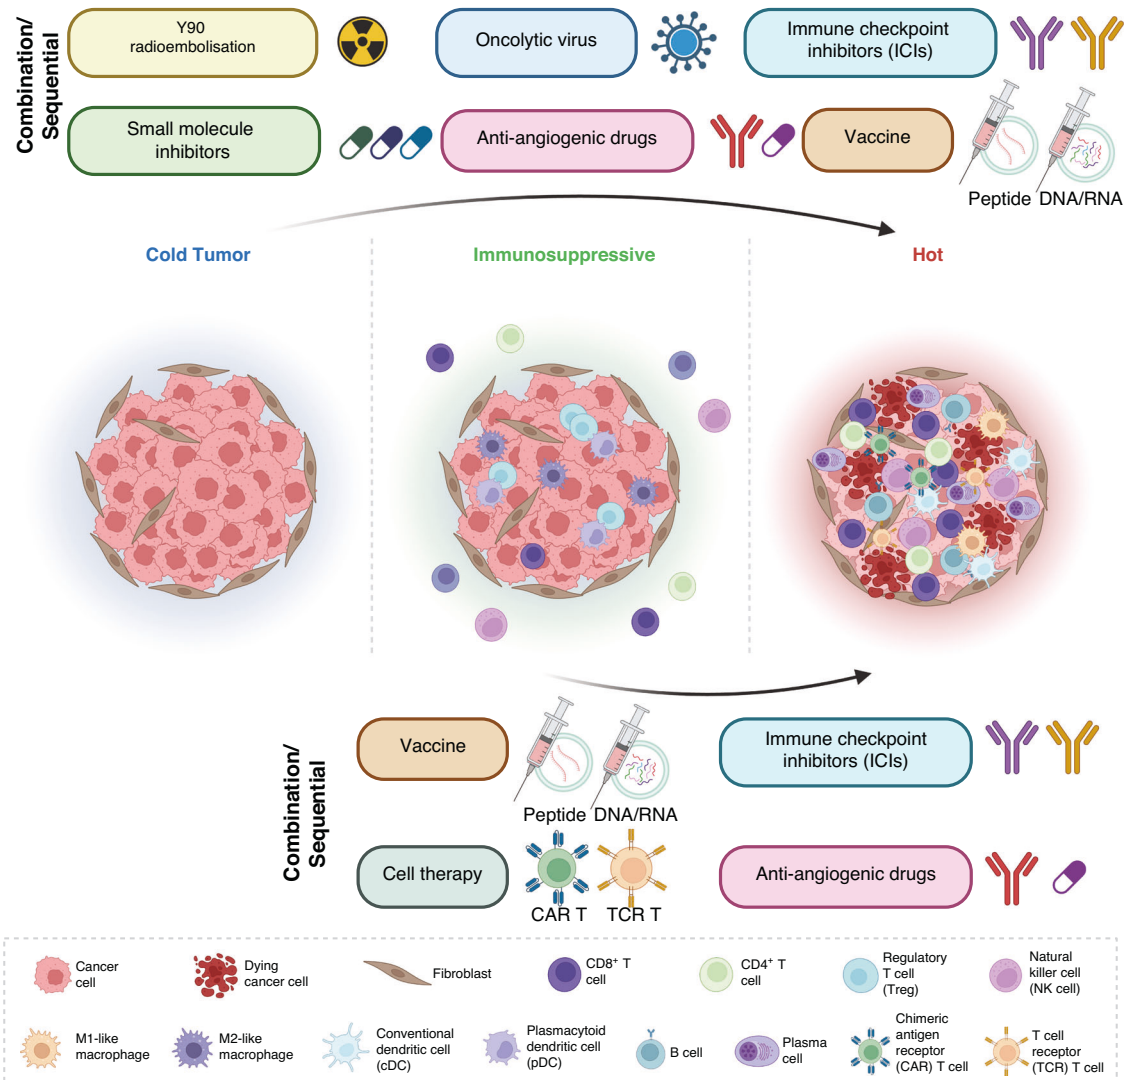 Combination/
Sequential
Y90
radioembolisation
Oncolytic virus
Immune checkpoint
inhibitors (ICIs)
Small molecule
inhibitors
Anti-angiogenic drugs
Vaccine
Peptide
DNA/RNA
Cold Tumor
Immunosuppressive
Hot
Combination/
Sequential
Vaccine
Peptide
DNA/RNA
Immune checkpoint
inhibitors (ICIs)
Cell therapy
CAR T
TCR T
Anti-angiogenic drugs
Cancer
cell
Dying
cancer cell
Fibroblast
CD8⁺ T
cell
CD4⁺ T
cell
Regulatory
T cell
(Treg)
Natural
killer cell
(NK cell)
M1-like
macrophage
M2-like
macrophage
Conventional
dendritic cell
(cDC)
Plasmacytoid
dendritic cell
(pDC)
B cell
Plasma
cell
Chimeric
antigen
receptor
(CAR) T cell
T cell
receptor
(TCR) T cell